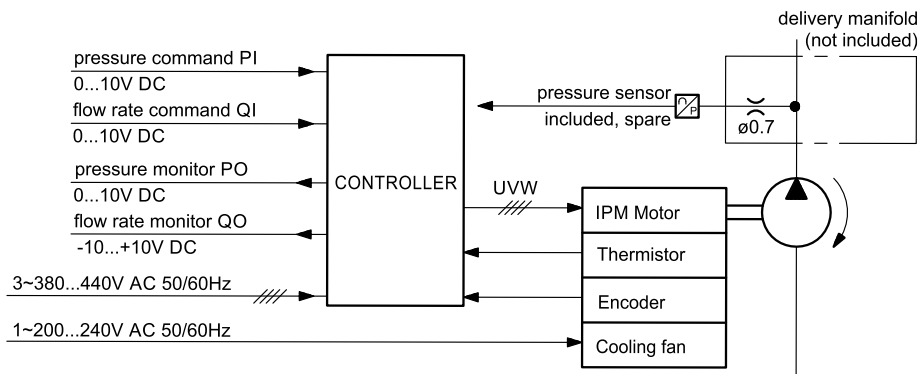 delivery manifold
(not included)
pressure command PI
0...10V DC
flow rate command QI
0...10V DC
pressure monitor PO
0...10V DC
flow rate monitor QO
-10...+10V DC
3~380...440V AC 50/60Hz
1~200...240V AC 50/60Hz
CONTROLLER
pressure sensor
included, spare
P
ø0.7
UVW
IPM Motor
Thermistor
Encoder
Cooling fan